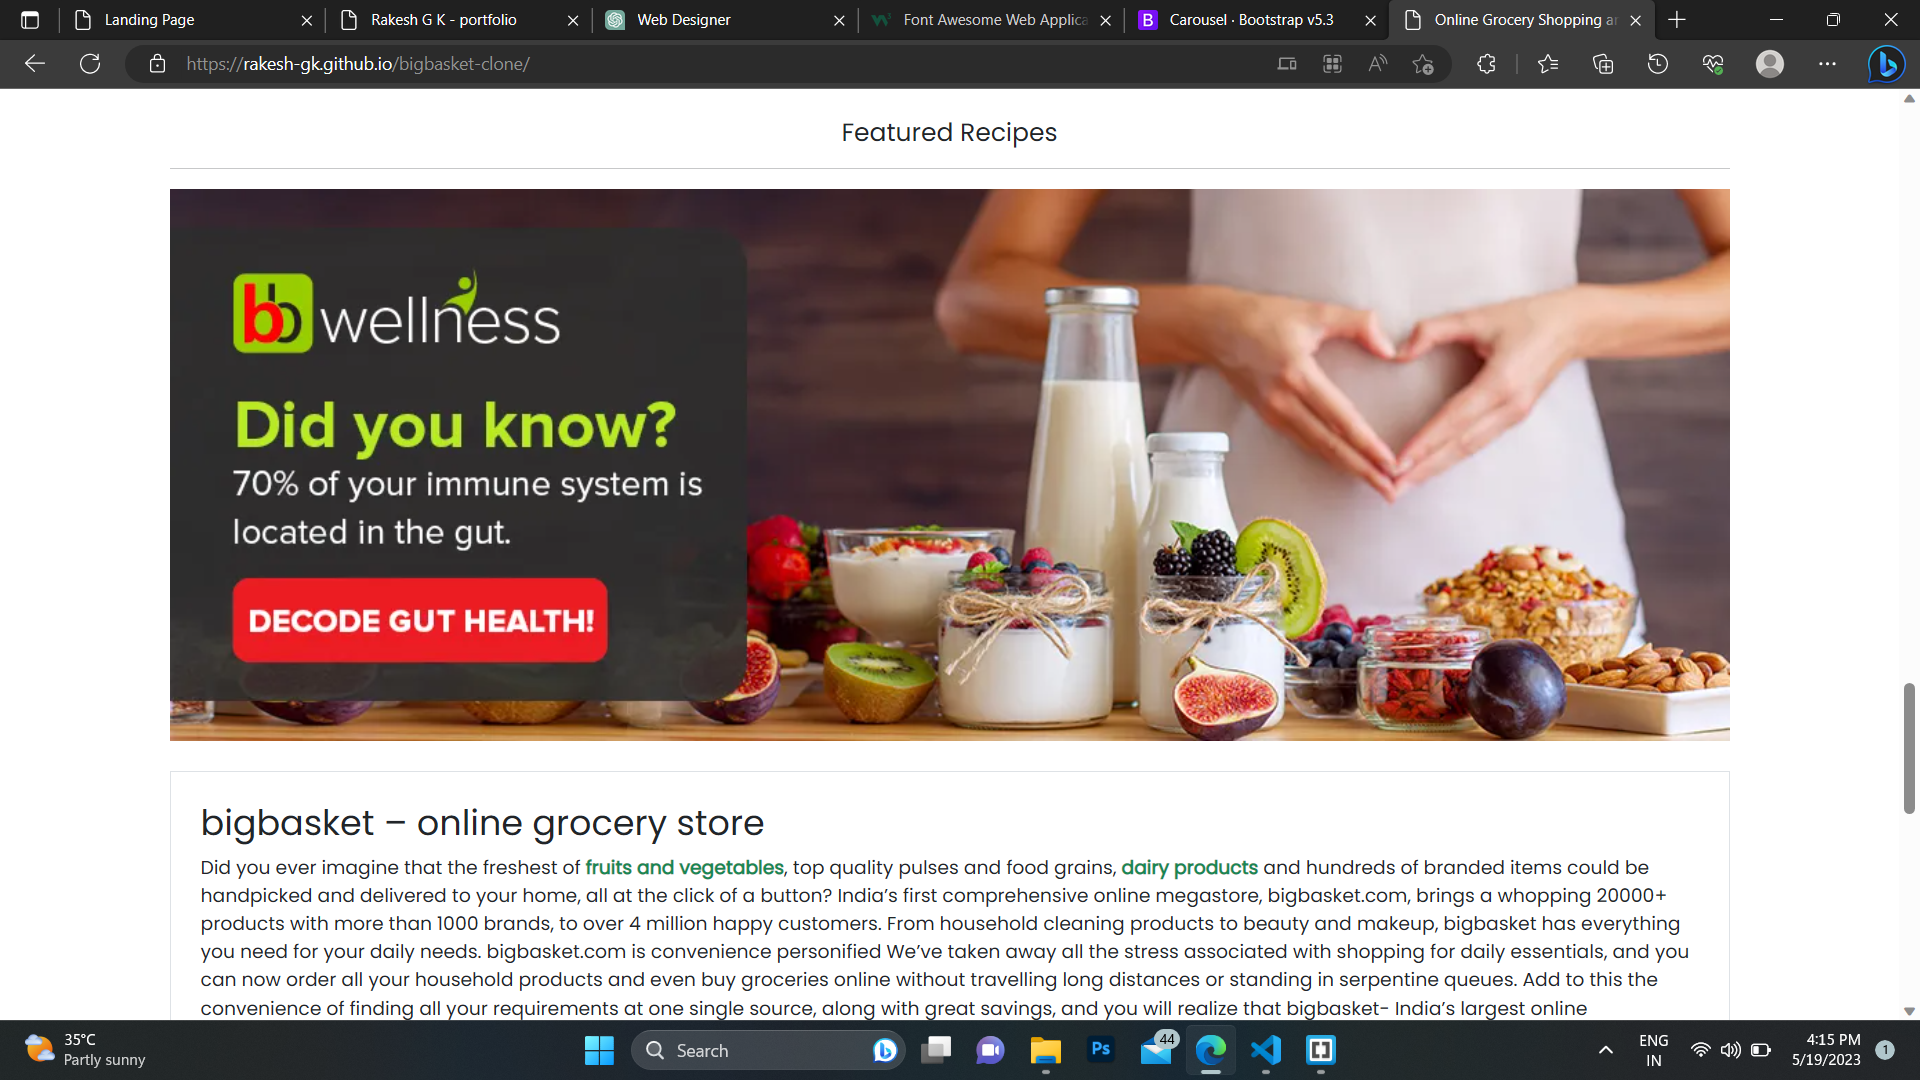 Landing Page
Rakesh G K - portfolio
Web Designer
Font Awesome Web Applica
Carousel · Bootstrap v5.3
Online Grocery Shopping ar
https://rakesh-gk.github.io/bigbasket-clone/
Featured Recipes
bb wellness
Did you know?
70% of your immune system is
located in the gut.
DECODE GUT HEALTH!
bigbasket – online grocery store
Did you ever imagine that the freshest of fruits and vegetables, top quality pulses and food grains, dairy products and hundreds of branded items could be
handpicked and delivered to your home, all at the click of a button? India’s first comprehensive online megastore, bigbasket.com, brings a whopping 20000+
products with more than 1000 brands, to over 4 million happy customers. From household cleaning products to beauty and makeup, bigbasket has everything
you need for your daily needs. bigbasket.com is convenience personified We’ve taken away all the stress associated with shopping for daily essentials, and you
can now order all your household products and even buy groceries online without travelling long distances or standing in serpentine queues. Add to this the
convenience of finding all your requirements at one single source, along with great savings, and you will realize that bigbasket- India’s largest online
35°C
Partly sunny
Search
Ps
44
ENG
IN
4:15 PM
5/19/2023
1